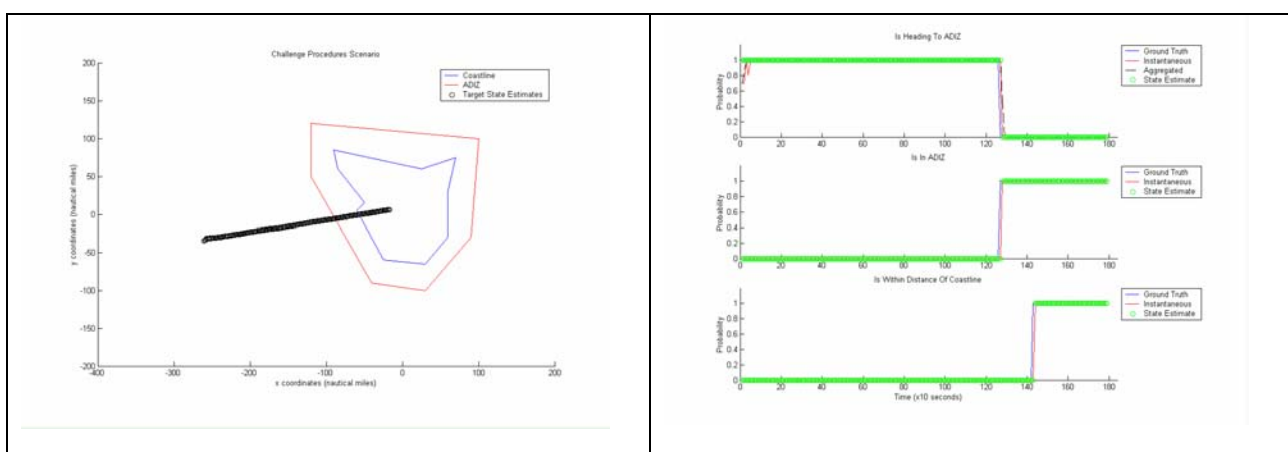 Challenge Procedures Scenario
200
150
100
50
0
-50
-100
-150
-200
-400
-300
-200
-100
0
100
200
y coordinates (nautical miles)
x coordinates (nautical miles)
Coastline
ADIZ
Target State Estimates
Is Heading To ADIZ
1
0.8
0.6
0.4
0.2
0
Probability
0 20 40 60 80 100 120 140 160 180
Ground Truth
Instantaneous
Aggregated
State Estimate
Is In ADIZ
1
0.8
0.6
0.4
0.2
0
Probability
0 20 40 60 80 100 120 140 160 180
Ground Truth
Instantaneous
State Estimate
Is Within Distance Of Coastline
1
0.8
0.6
0.4
0.2
0
Probability
0 20 40 60 80 100 120 140 160 180
Time (x10 seconds)
Ground Truth
Instantaneous
State Estimate